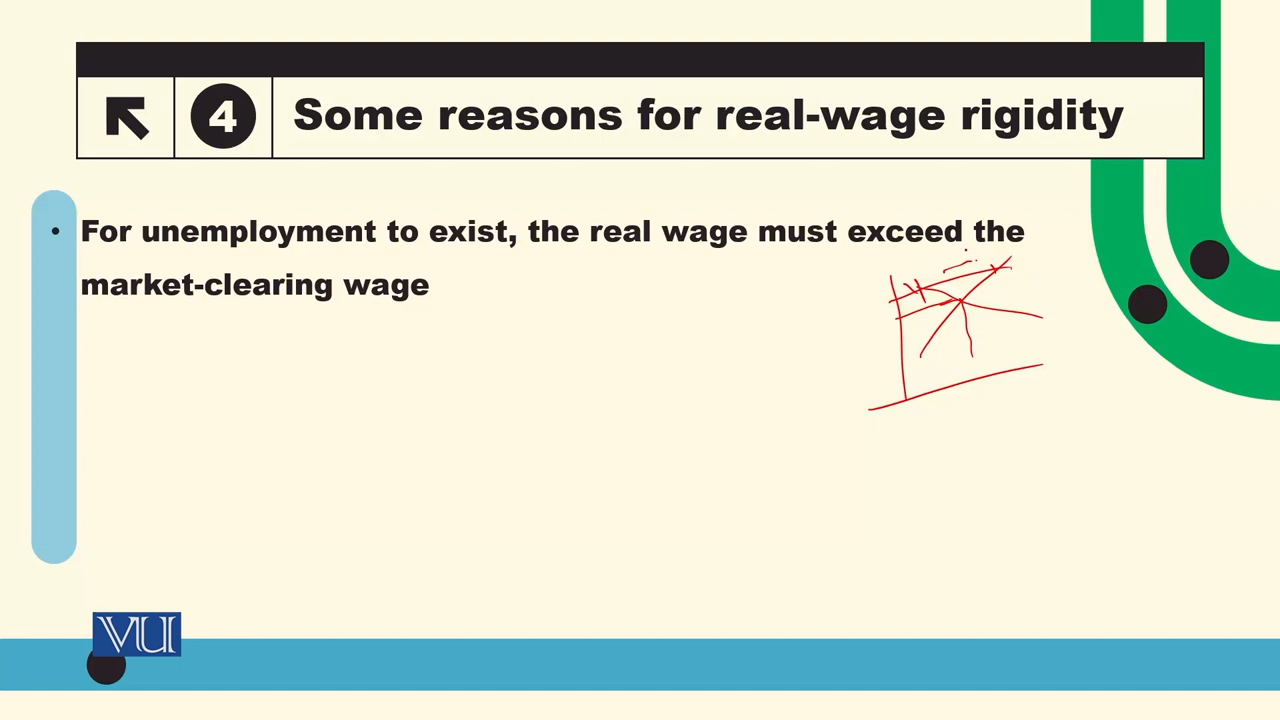 4 Some reasons for real-wage rigidity
• For unemployment to exist, the real wage must exceed the
market-clearing wage
VU